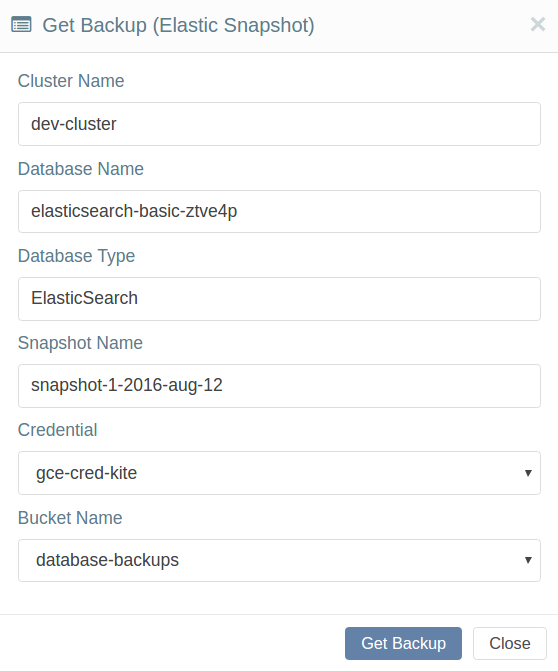 Get Backup (Elastic Snapshot)
Cluster Name
dev-cluster
Database Name
elasticsearch-basic-ztve4p
Database Type
ElasticSearch
Snapshot Name
snapshot-1-2016-aug-12
Credential
gce-cred-kite
Bucket Name
database-backups
Get Backup Close